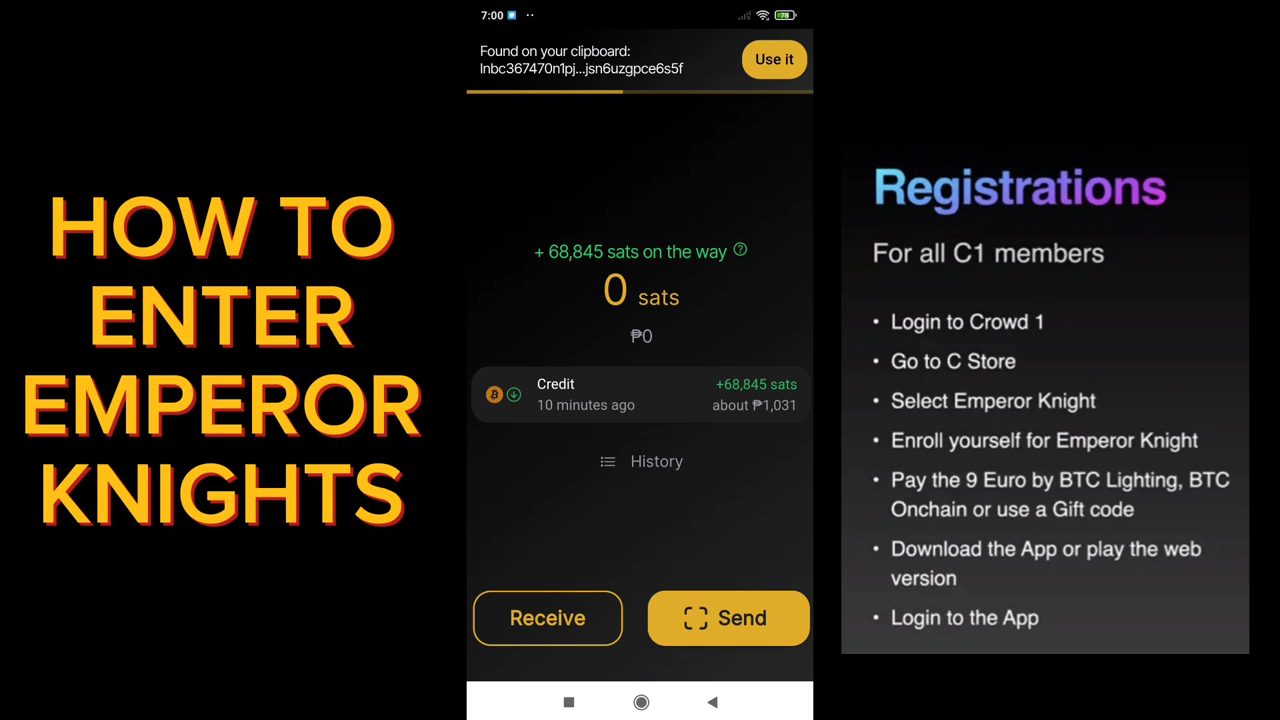 HOW TO
ENTER
EMPEROR
KNIGHTS
7:00
78
Found on your clipboard:
lnbc367470n1pj...jsn6uzgpce6s5f
Use it
+ 68,845 sats on the way ?
0 sats
₱0
Credit
+68,845 sats
10 minutes ago
about ₱1,031
History
Receive
Send
Registrations
For all C1 members
• Login to Crowd 1
• Go to C Store
• Select Emperor Knight
• Enroll yourself for Emperor Knight
• Pay the 9 Euro by BTC Lighting, BTC
Onchain or use a Gift code
• Download the App or play the web
version
• Login to the App